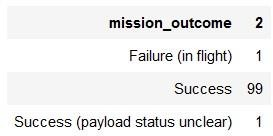 mission_outcome 2
Failure (in flight) 1
Success 99
Success (payload status unclear) 1